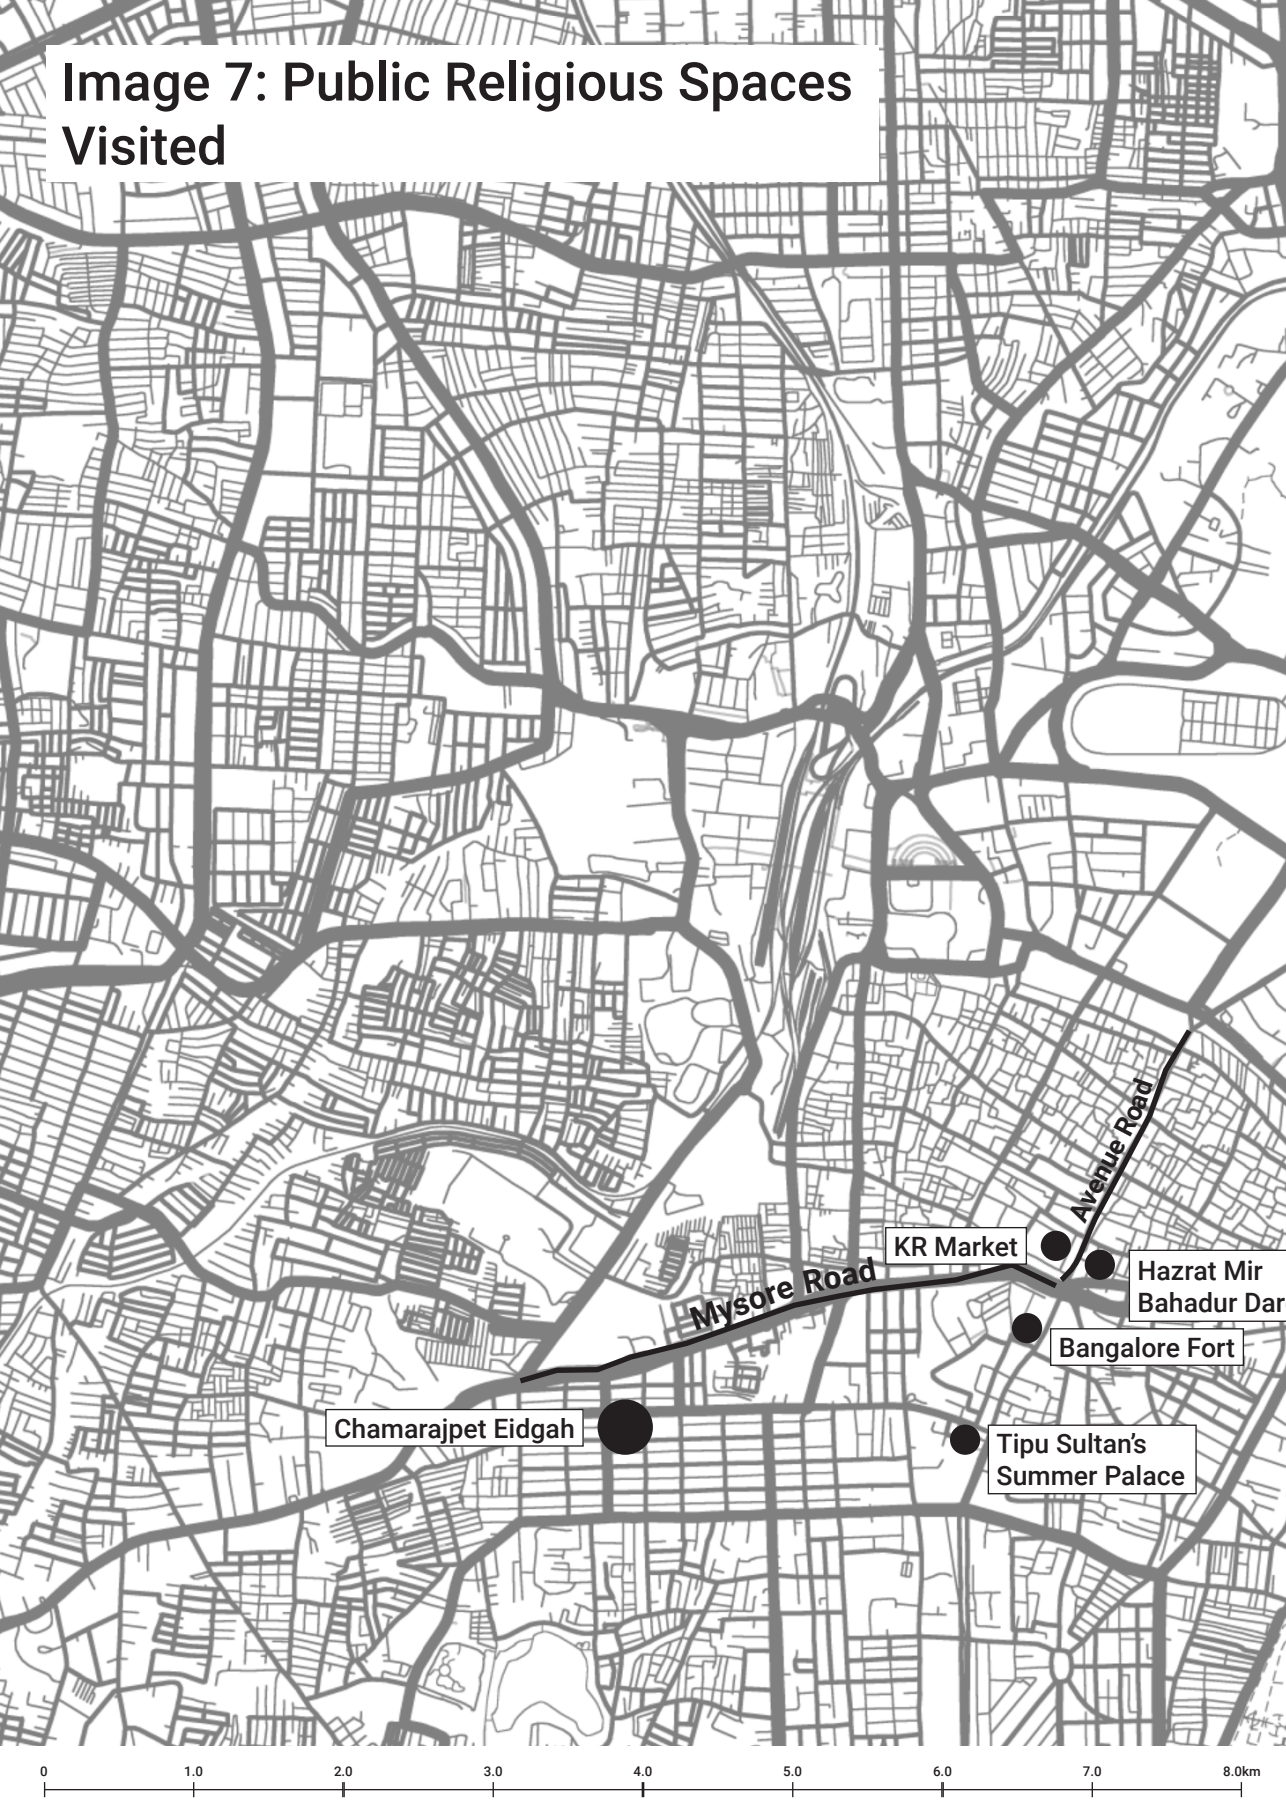 Image 7: Public Religious Spaces
Visited
Avenue Road
KR Market
Hazrat Mir
Bahadur Dar
Mysore Road
Bangalore Fort
Chamarajpet Eidgah
Tipu Sultan’s
Summer Palace
0 1.0 2.0 3.0 4.0 5.0 6.0 7.0 8.0km